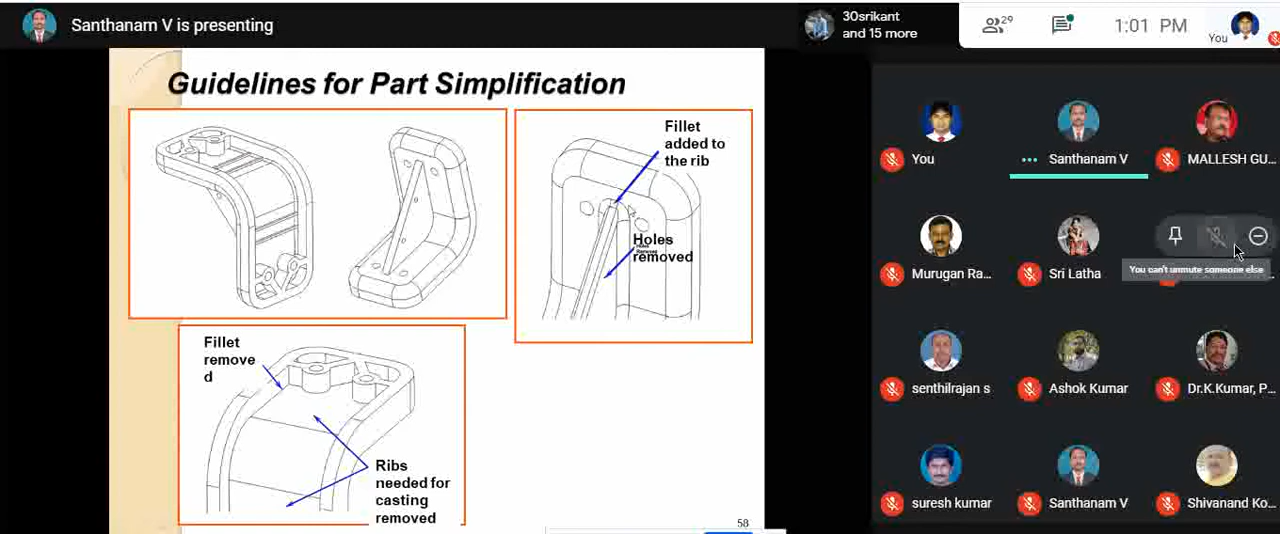 Santhanam V is presenting
30srikant
and 15 more
29
1:01 PM
You
Guidelines for Part Simplification
Fillet
added to
the rib
Holes
removed
Fillet
remove
d
Ribs
needed for
casting
removed
58
You
Santhanam V
MALLESH GU...
Murugan Ra...
Sri Latha
You can't unmute someone else
senthilrajan s
Ashok Kumar
Dr.K.Kumar, P...
suresh kumar
Santhanam V
Shivanand Ko...